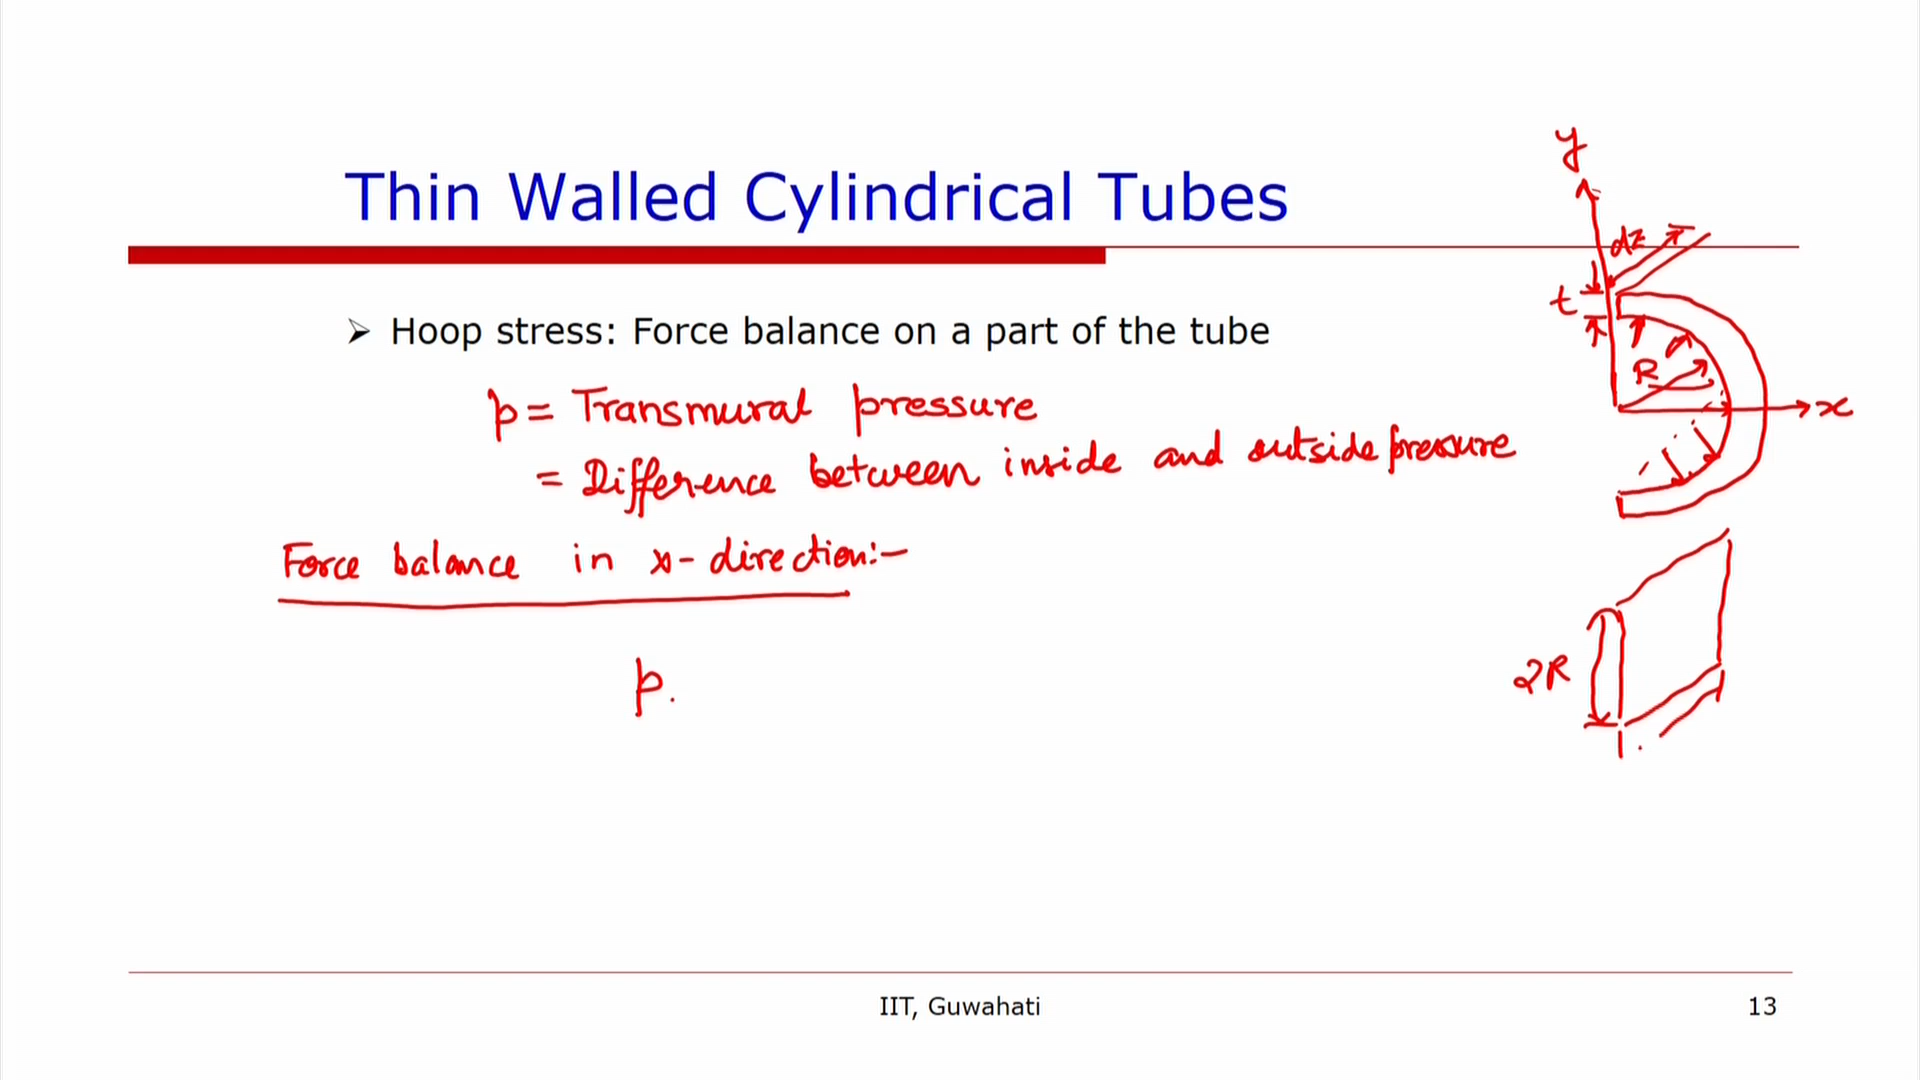 Thin Walled Cylindrical Tubes
➢ Hoop stress: Force balance on a part of the tube
p = Transmural pressure
= Difference between inside and outside pressure
Force balance in x-direction:-
p.
y
dz
t
R
x
2R
IIT, Guwahati
13